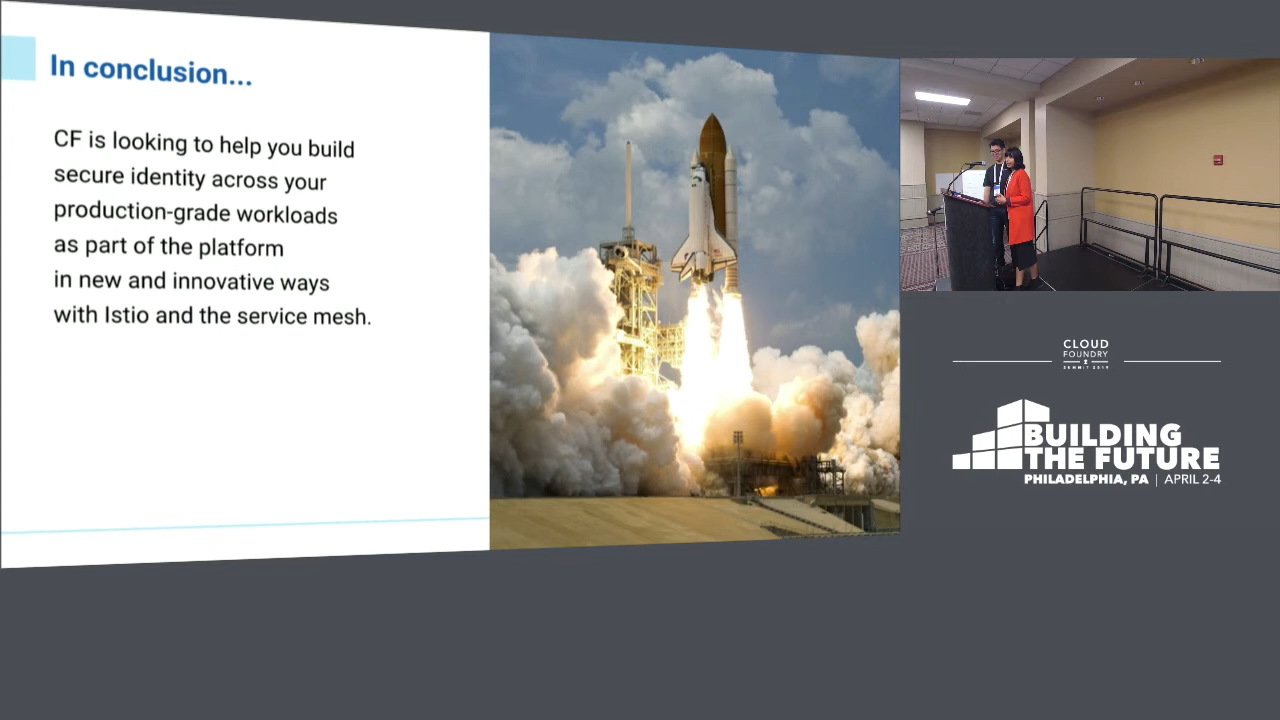 In conclusion...
CF is looking to help you build
secure identity across your
production-grade workloads
as part of the platform
in new and innovative ways
with Istio and the service mesh.
CLOUD
FOUNDRY
SUMMIT 2019
BUILDING
THE FUTURE
PHILADELPHIA, PA | APRIL 2-4